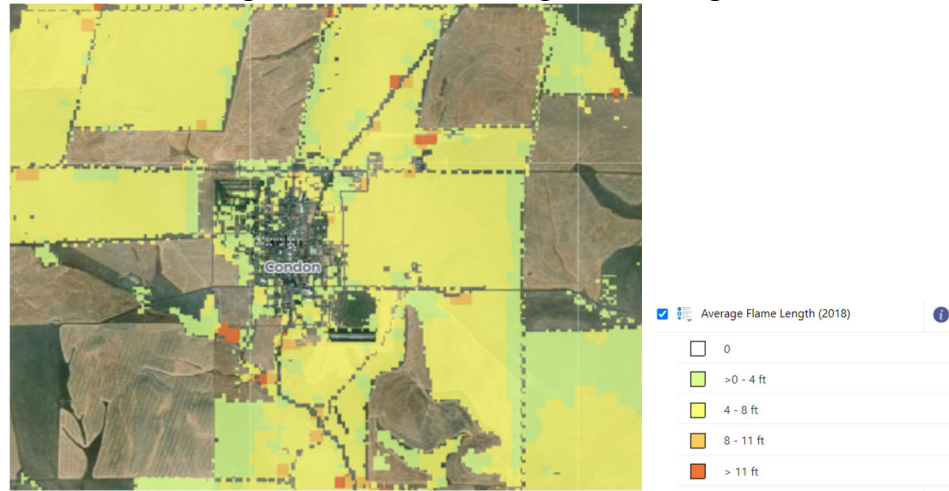 Condon
Average Flame Length (2018)
0
>0 - 4 ft
4 - 8 ft
8 - 11 ft
> 11 ft